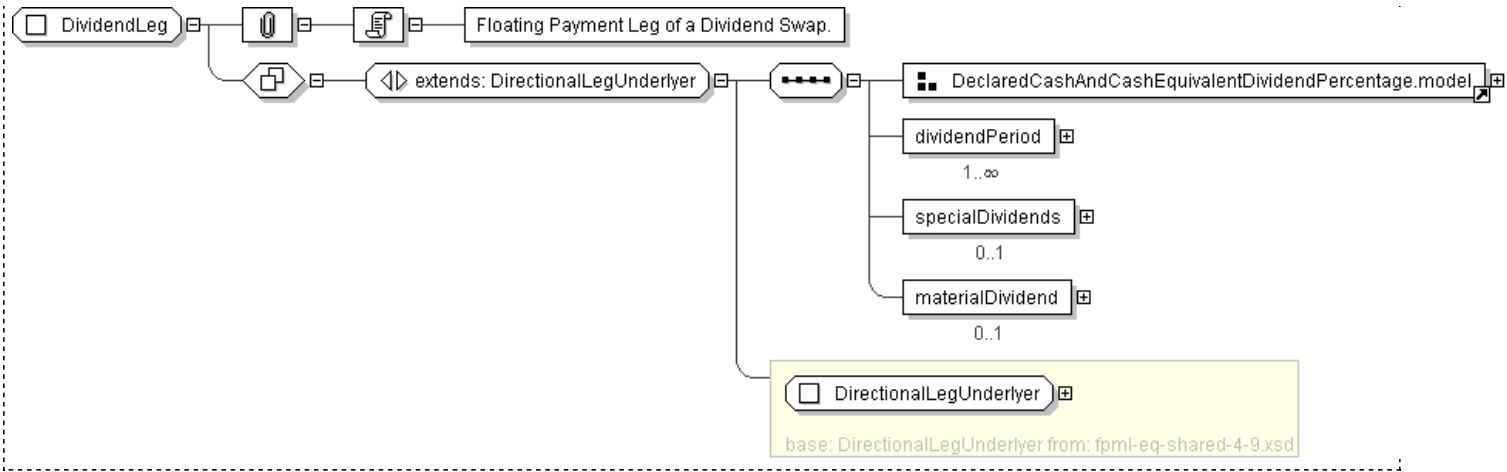 DividendLeg
Floating Payment Leg of a Dividend Swap.
extends: DirectionalLegUnderlyer
DeclaredCashAndCashEquivalentDividendPercentage.model
dividendPeriod
1..∞
specialDividends
0..1
materialDividend
0..1
DirectionalLegUnderlyer
base: DirectionalLegUnderlyer from: fpml-eq-shared-4-9.xsd